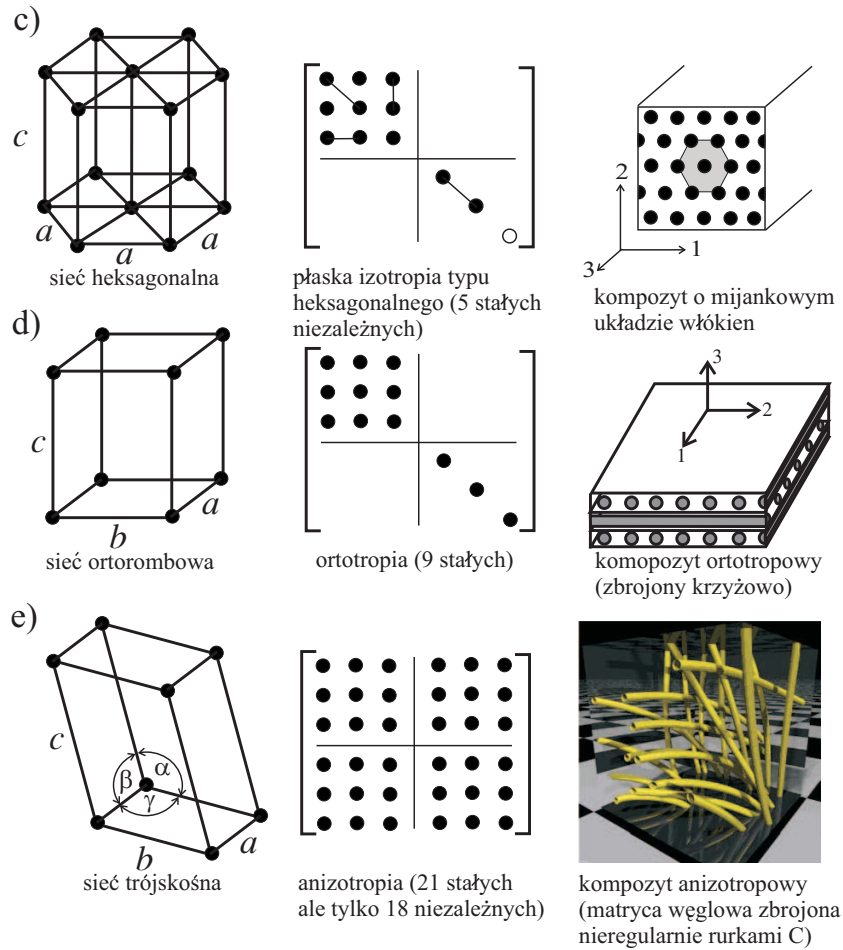 c)
c
a
a
a
sieć heksagonalna
płaska izotropia typu
heksagonalnego (5 stałych
niezależnych)
2
1
3
kompozyt o mijankowym
układzie włókien
d)
c
a
b
sieć ortorombowa
ortotropia (9 stałych)
3
2
1
komopozyt ortotropowy
(zbrojony krzyżowo)
e)
c
β
α
γ
b
a
sieć trójskośna
anizotropia (21 stałych
ale tylko 18 niezależnych)
kompozyt anizotropowy
(matryca węglowa zbrojona
nieregularnie rurkami C)